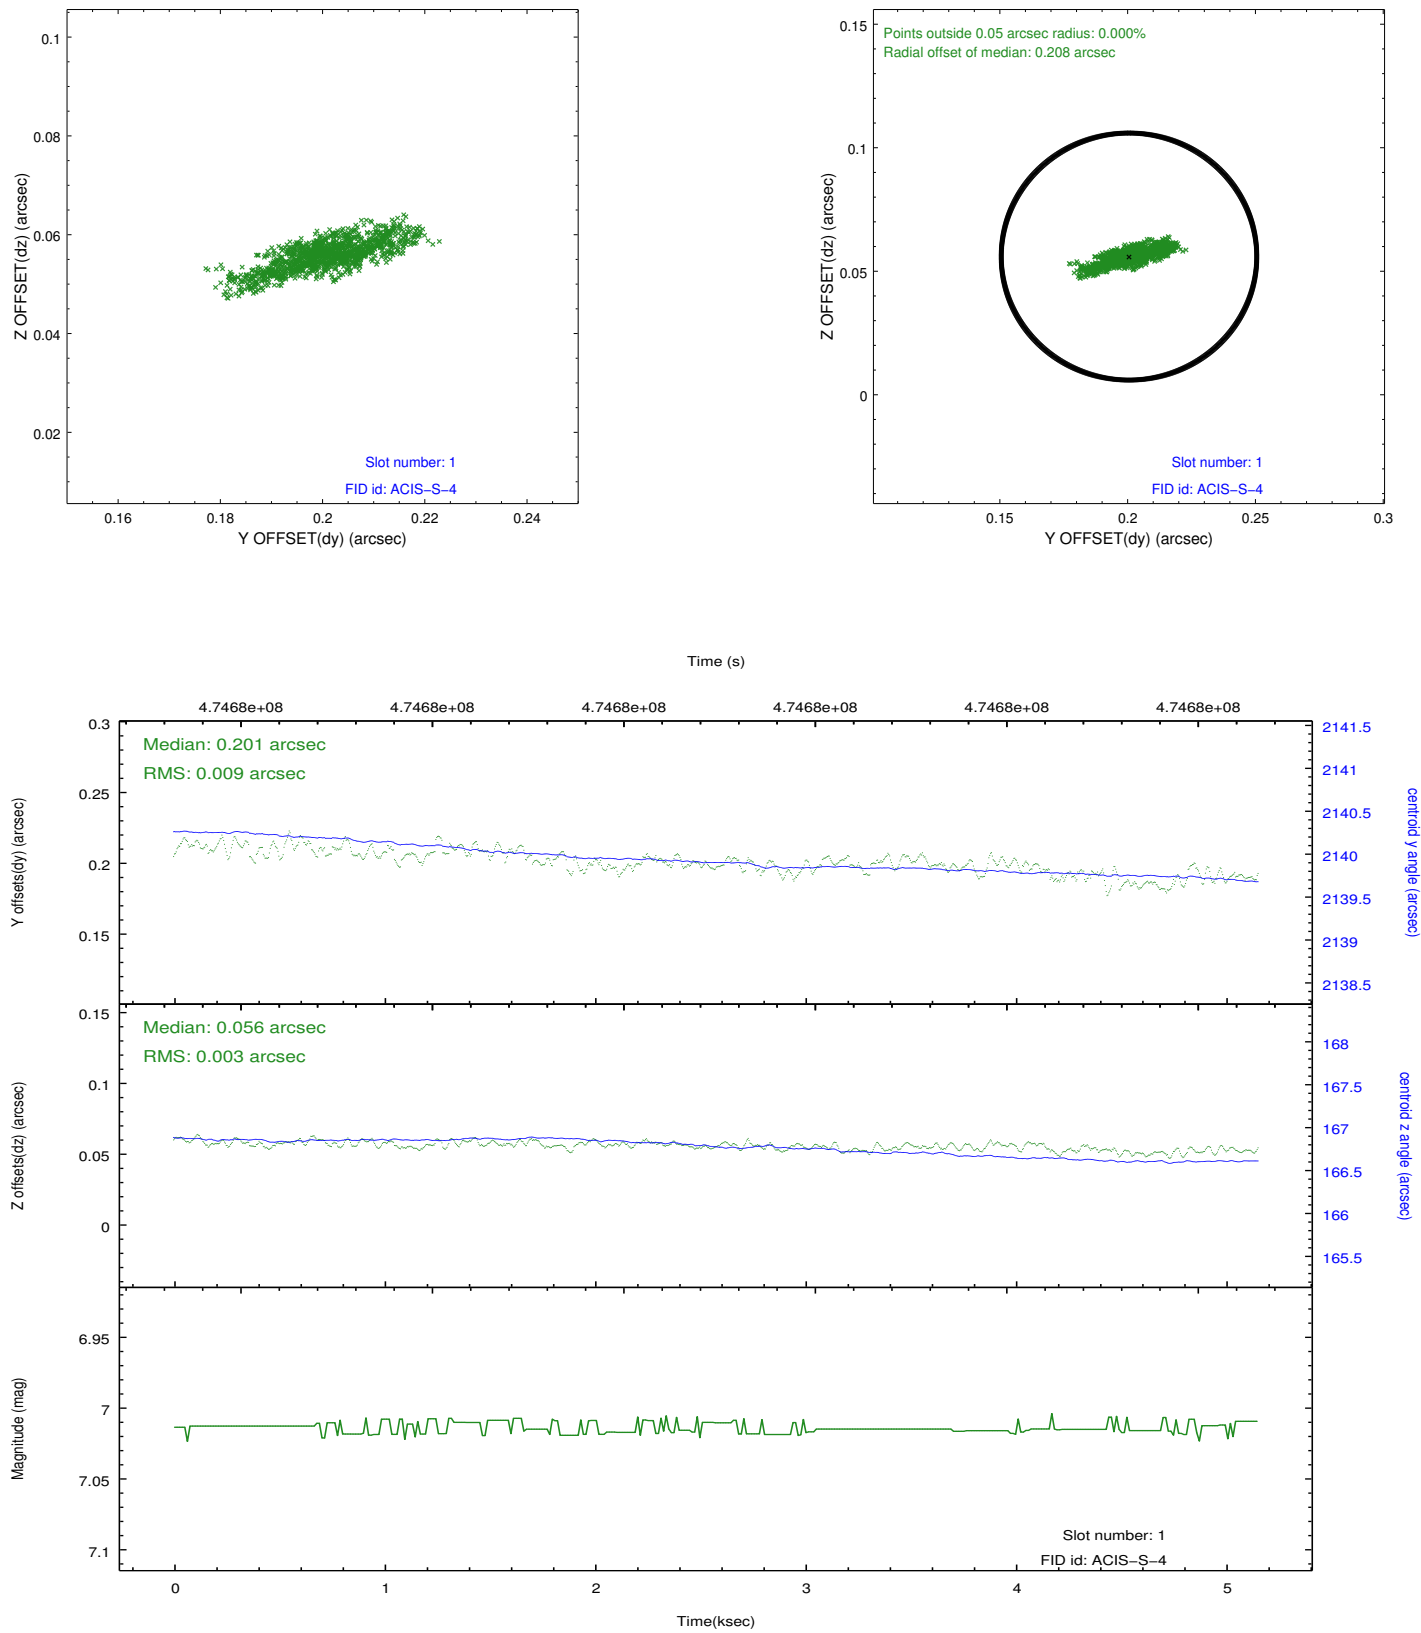 0.1
0.08
0.06
0.04
0.02
Z OFFSET(dz) (arcsec)
0.16 0.18 0.2 0.22 0.24
Y OFFSET(dy) (arcsec)
Slot number: 1
FID id: ACIS-S-4
Points outside 0.05 arcsec radius: 0.000%
Radial offset of median: 0.208 arcsec
0.15
0.1
0.05
0
Z OFFSET(dz) (arcsec)
0.15 0.2 0.25 0.3
Y OFFSET(dy) (arcsec)
Slot number: 1
FID id: ACIS-S-4
Time (s)
4.7468e+08 4.7468e+08 4.7468e+08 4.7468e+08 4.7468e+08 4.7468e+08
Median: 0.201 arcsec
RMS: 0.009 arcsec
0.3
0.25
0.2
0.15
Y offsets(dy) (arcsec)
2141.5
2141
2140.5
2140
2139.5
2139
2138.5
centroid y angle (arcsec)
Median: 0.056 arcsec
RMS: 0.003 arcsec
0.15
0.1
0.05
0
Z offsets(dz) (arcsec)
168
167.5
167
166.5
166
165.5
centroid z angle (arcsec)
6.95
7
7.05
7.1
Magnitude (mag)
Slot number: 1
FID id: ACIS-S-4
0 1 2 3 4 5
Time(ksec)